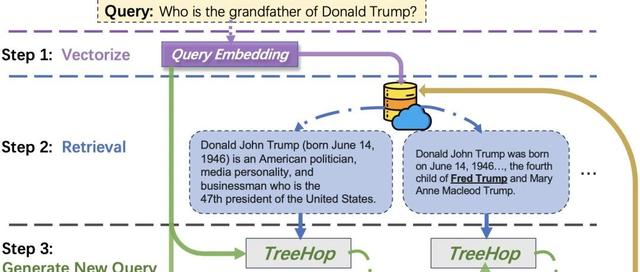 Query: Who is the grandfather of Donald Trump?
Step 1: Vectorize
Query Embedding
Step 2: Retrieval
Donald John Trump (born June 14,
1946) is an American politician,
media personality, and
businessman who is the
47th president of the United States.
Donald John Trump was born
on June 14, 1946…, the fourth
child of Fred Trump and Mary
Anne Macleod Trump.
…
Step 3:
Generate New Query
TreeHop
TreeHop